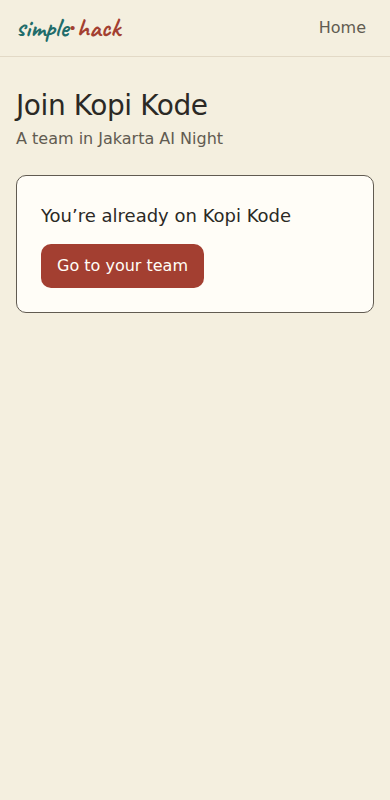 simple·hack
Home
Join Kopi Kode
A team in Jakarta AI Night
You’re already on Kopi Kode
Go to your team